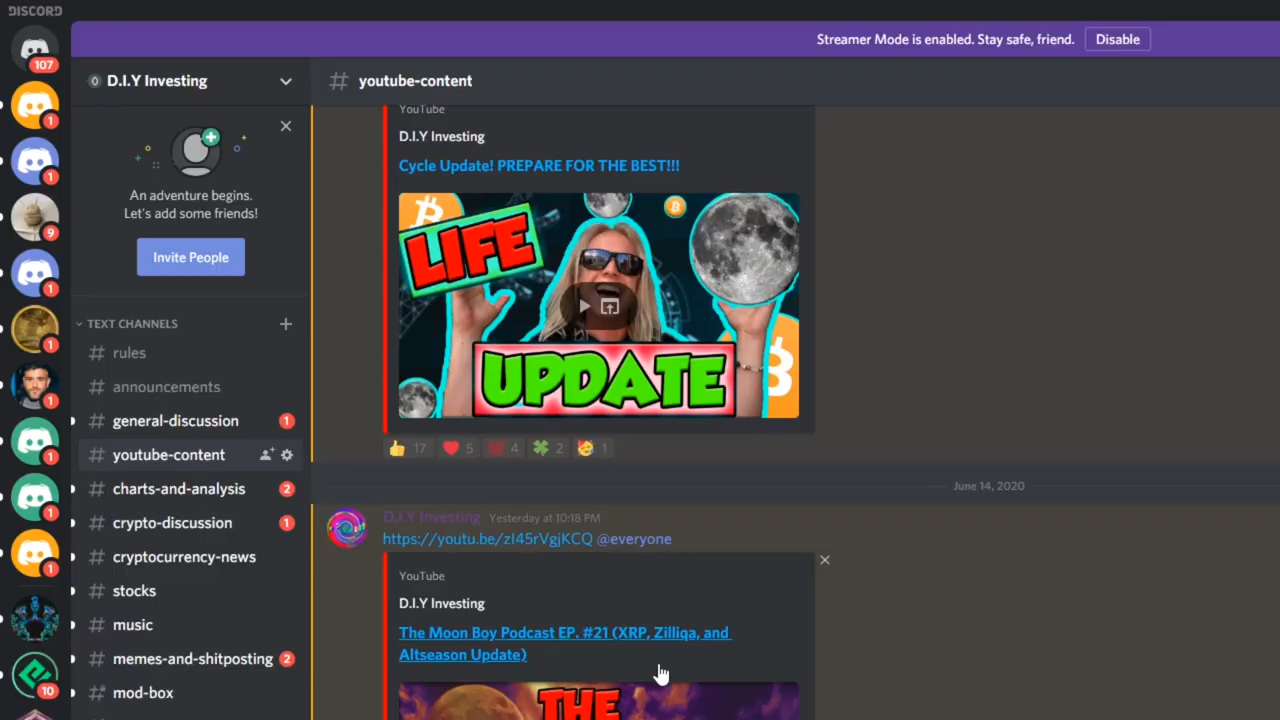 DISCORD
Streamer Mode is enabled. Stay safe, friend.
Disable
107
1
1
9
1
1
1
1
1
1
10
D.I.Y Investing
An adventure begins.
Let's add some friends!
Invite People
TEXT CHANNELS
rules
announcements
general-discussion 1
youtube-content
charts-and-analysis 2
crypto-discussion 1
cryptocurrency-news
stocks
music
memes-and-shitposting 2
mod-box
# youtube-content
YouTube
D.I.Y Investing
Cycle Update! PREPARE FOR THE BEST!!!
LIFE
UPDATE
17 5 4 2 1
June 14, 2020
D.I.Y Investing Yesterday at 10:18 PM
https://youtu.be/zI45rVgjKCQ @everyone
YouTube
D.I.Y Investing
The Moon Boy Podcast EP. #21 (XRP, Zilliqa, and
Altseason Update)
THE